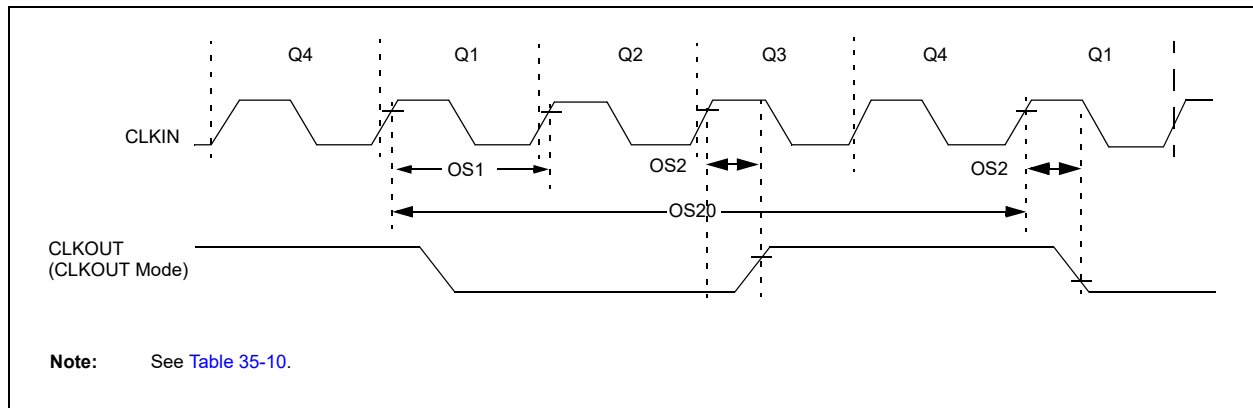 Q4 Q1 Q2 Q3 Q4 Q1
CLKIN
OS1 OS2 OS2
OS20
CLKOUT
(CLKOUT Mode)
Note: See Table 35-10.